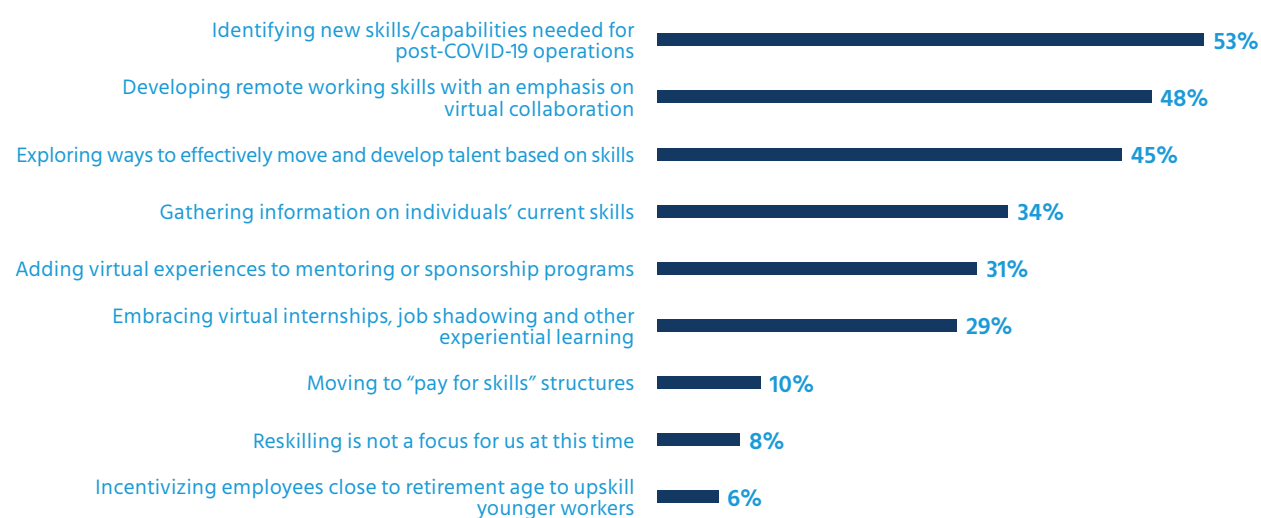 Identifying new skills/capabilities needed for
post-COVID-19 operations
53%
Developing remote working skills with an emphasis on
virtual collaboration
48%
Exploring ways to effectively move and develop talent based on skills
45%
Gathering information on individuals’ current skills
34%
Adding virtual experiences to mentoring or sponsorship programs
31%
Embracing virtual internships, job shadowing and other
experiential learning
29%
Moving to “pay for skills” structures
10%
Reskilling is not a focus for us at this time
8%
Incentivizing employees close to retirement age to upskill
younger workers
6%